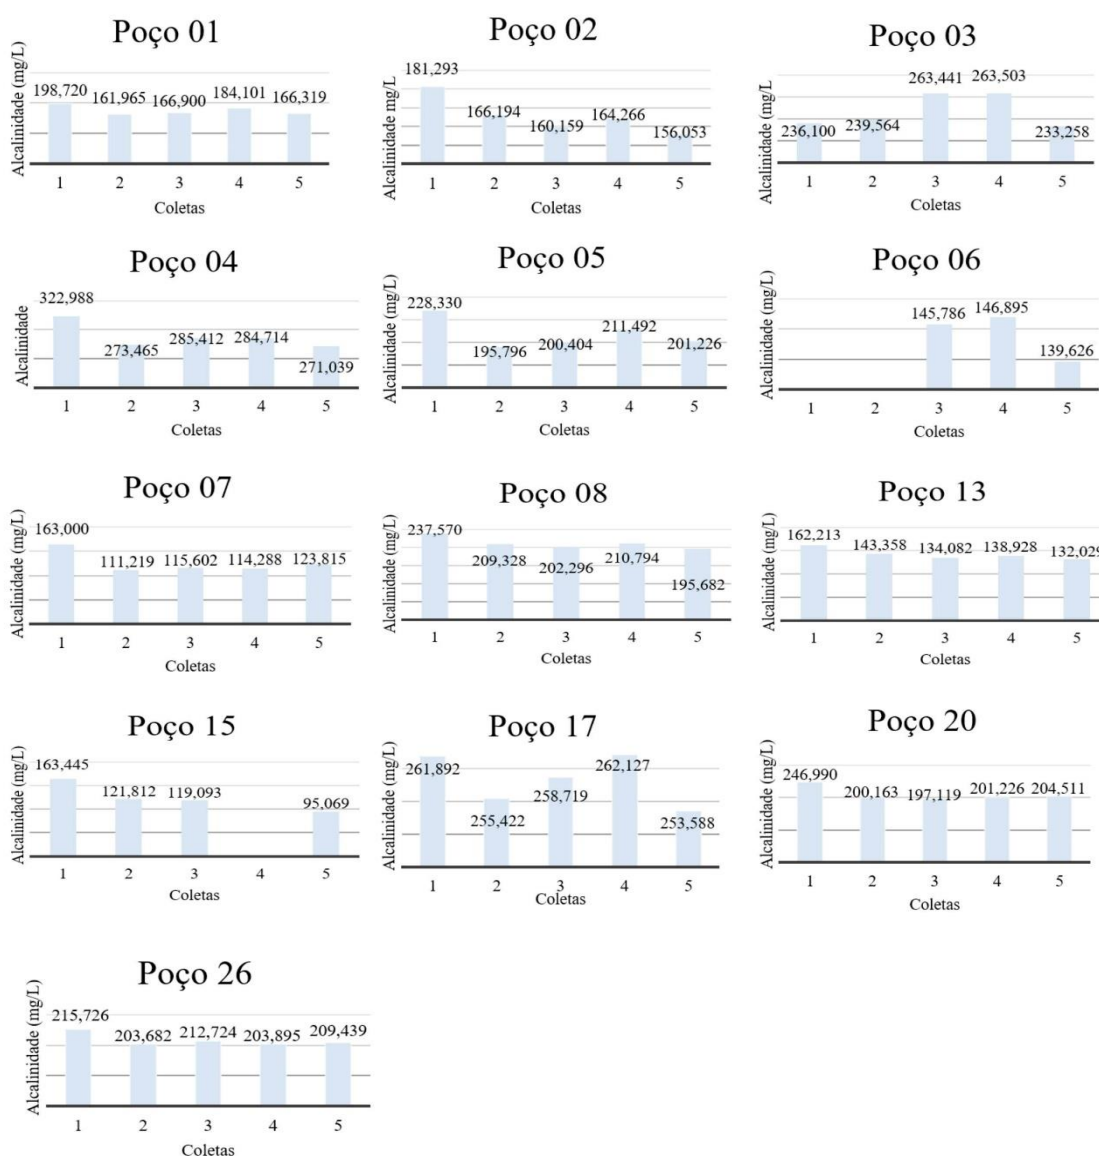 Poço 01
Alcalinidade (mg/L)
198,720
161,965
166,900
184,101
166,319
1 2 3 4 5
Coletas
Poço 02
Alcalinidade mg/L
181,293
166,194
160,159
164,266
156,053
1 2 3 4 5
Coletas
Poço 03
Alcalinidade mg/L
236,100
239,564
263,441
263,503
233,258
1 2 3 4 5
Coletas
Poço 04
Alcalinidade
322,988
273,465
285,412
284,714
271,039
1 2 3 4 5
Coletas
Poço 05
Alcalinidade (mg/L)
228,330
195,796
200,404
211,492
201,226
1 2 3 4 5
Coletas
Poço 06
Alcalinidade (mg/L)
145,786
146,895
139,626
1 2 3 4 5
Coletas
Poço 07
Alcalinidade (mg/L)
163,000
111,219
115,602
114,288
123,815
1 2 3 4 5
Coletas
Poço 08
Alcalinidade (mg/L)
237,570
209,328
202,296
210,794
195,682
1 2 3 4 5
Coletas
Poço 13
Alcalinidade (mg/L)
162,213
143,358
134,082
138,928
132,029
1 2 3 4 5
Coletas
Poço 15
Alcalinidade (mg/L)
163,445
121,812
119,093
95,069
1 2 3 4 5
Coletas
Poço 17
Alcalinidade (mg/L)
261,892
255,422
258,719
262,127
253,588
1 2 3 4 5
Coletas
Poço 20
Alcalinidade (mg/L)
246,990
200,163
197,119
201,226
204,511
1 2 3 4 5
Coletas
Poço 26
Alcalinidade (mg/L)
215,726
203,682
212,724
203,895
209,439
1 2 3 4 5
Coletas